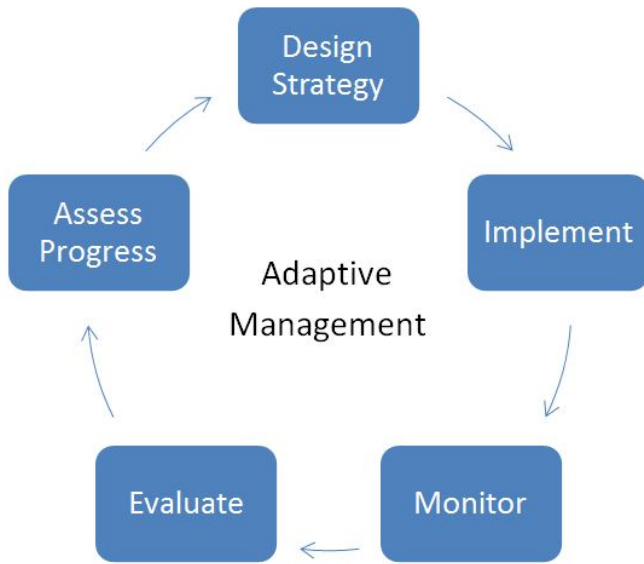 Design
Strategy
Implement
Monitor
Evaluate
Assess
Progress
Adaptive
Management